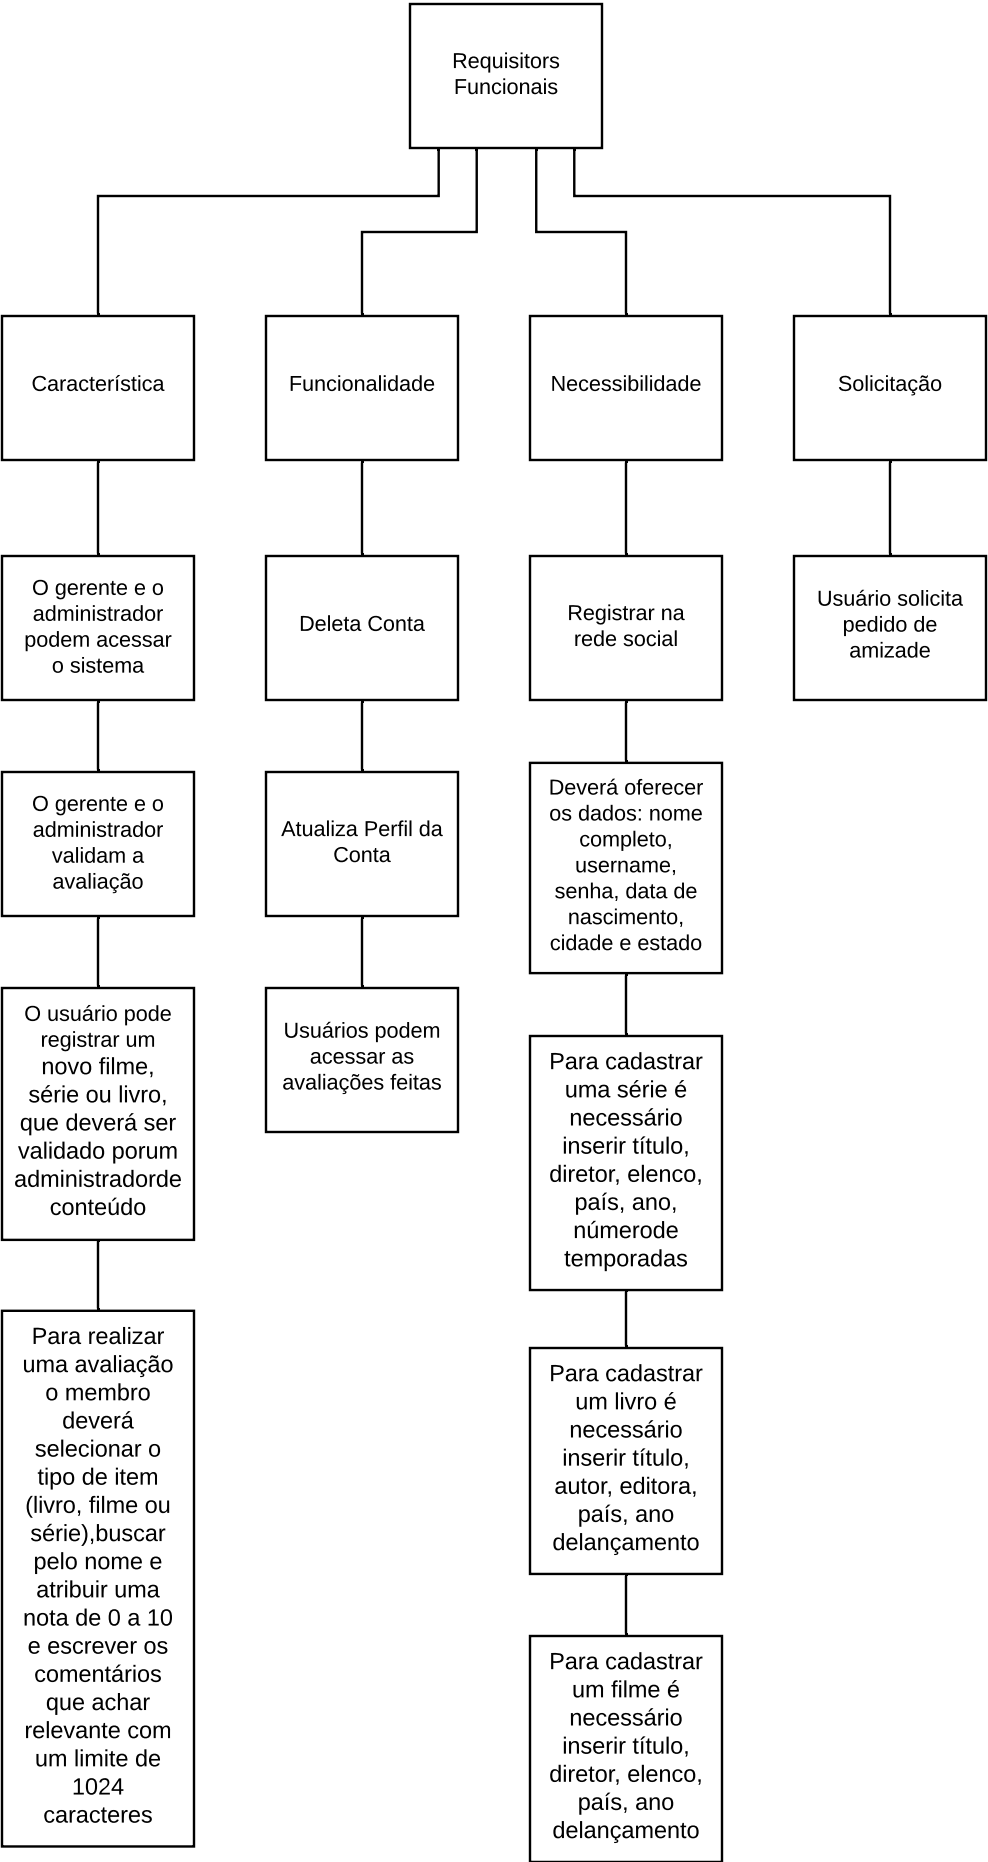 Requisitors
Funcionais
Característica
Funcionalidade
Necessibilidade
Solicitação
O gerente e o
administrador
podem acessar
o sistema
Deleta Conta
Registrar na
rede social
Usuário solicita
pedido de
amizade
O gerente e o
administrador
validam a
avaliação
Atualiza Perfil da
Conta
Deverá oferecer
os dados: nome
completo,
username,
senha, data de
nascimento,
cidade e estado
O usuário pode
registrar um
novo filme,
série ou livro,
que deverá ser
validado porum
administradorde
conteúdo
Usuários podem
acessar as
avaliações feitas
Para cadastrar
uma série é
necessário
inserir título,
diretor, elenco,
país, ano,
númerode
temporadas
Para realizar
uma avaliação
o membro
deverá
selecionar o
tipo de item
(livro, filme ou
série),buscar
pelo nome e
atribuir uma
nota de 0 a 10
e escrever os
comentários
que achar
relevante com
um limite de
1024
caracteres
Para cadastrar
um livro é
necessário
inserir título,
autor, editora,
país, ano
delançamento
Para cadastrar
um filme é
necessário
inserir título,
diretor, elenco,
país, ano
delançamento